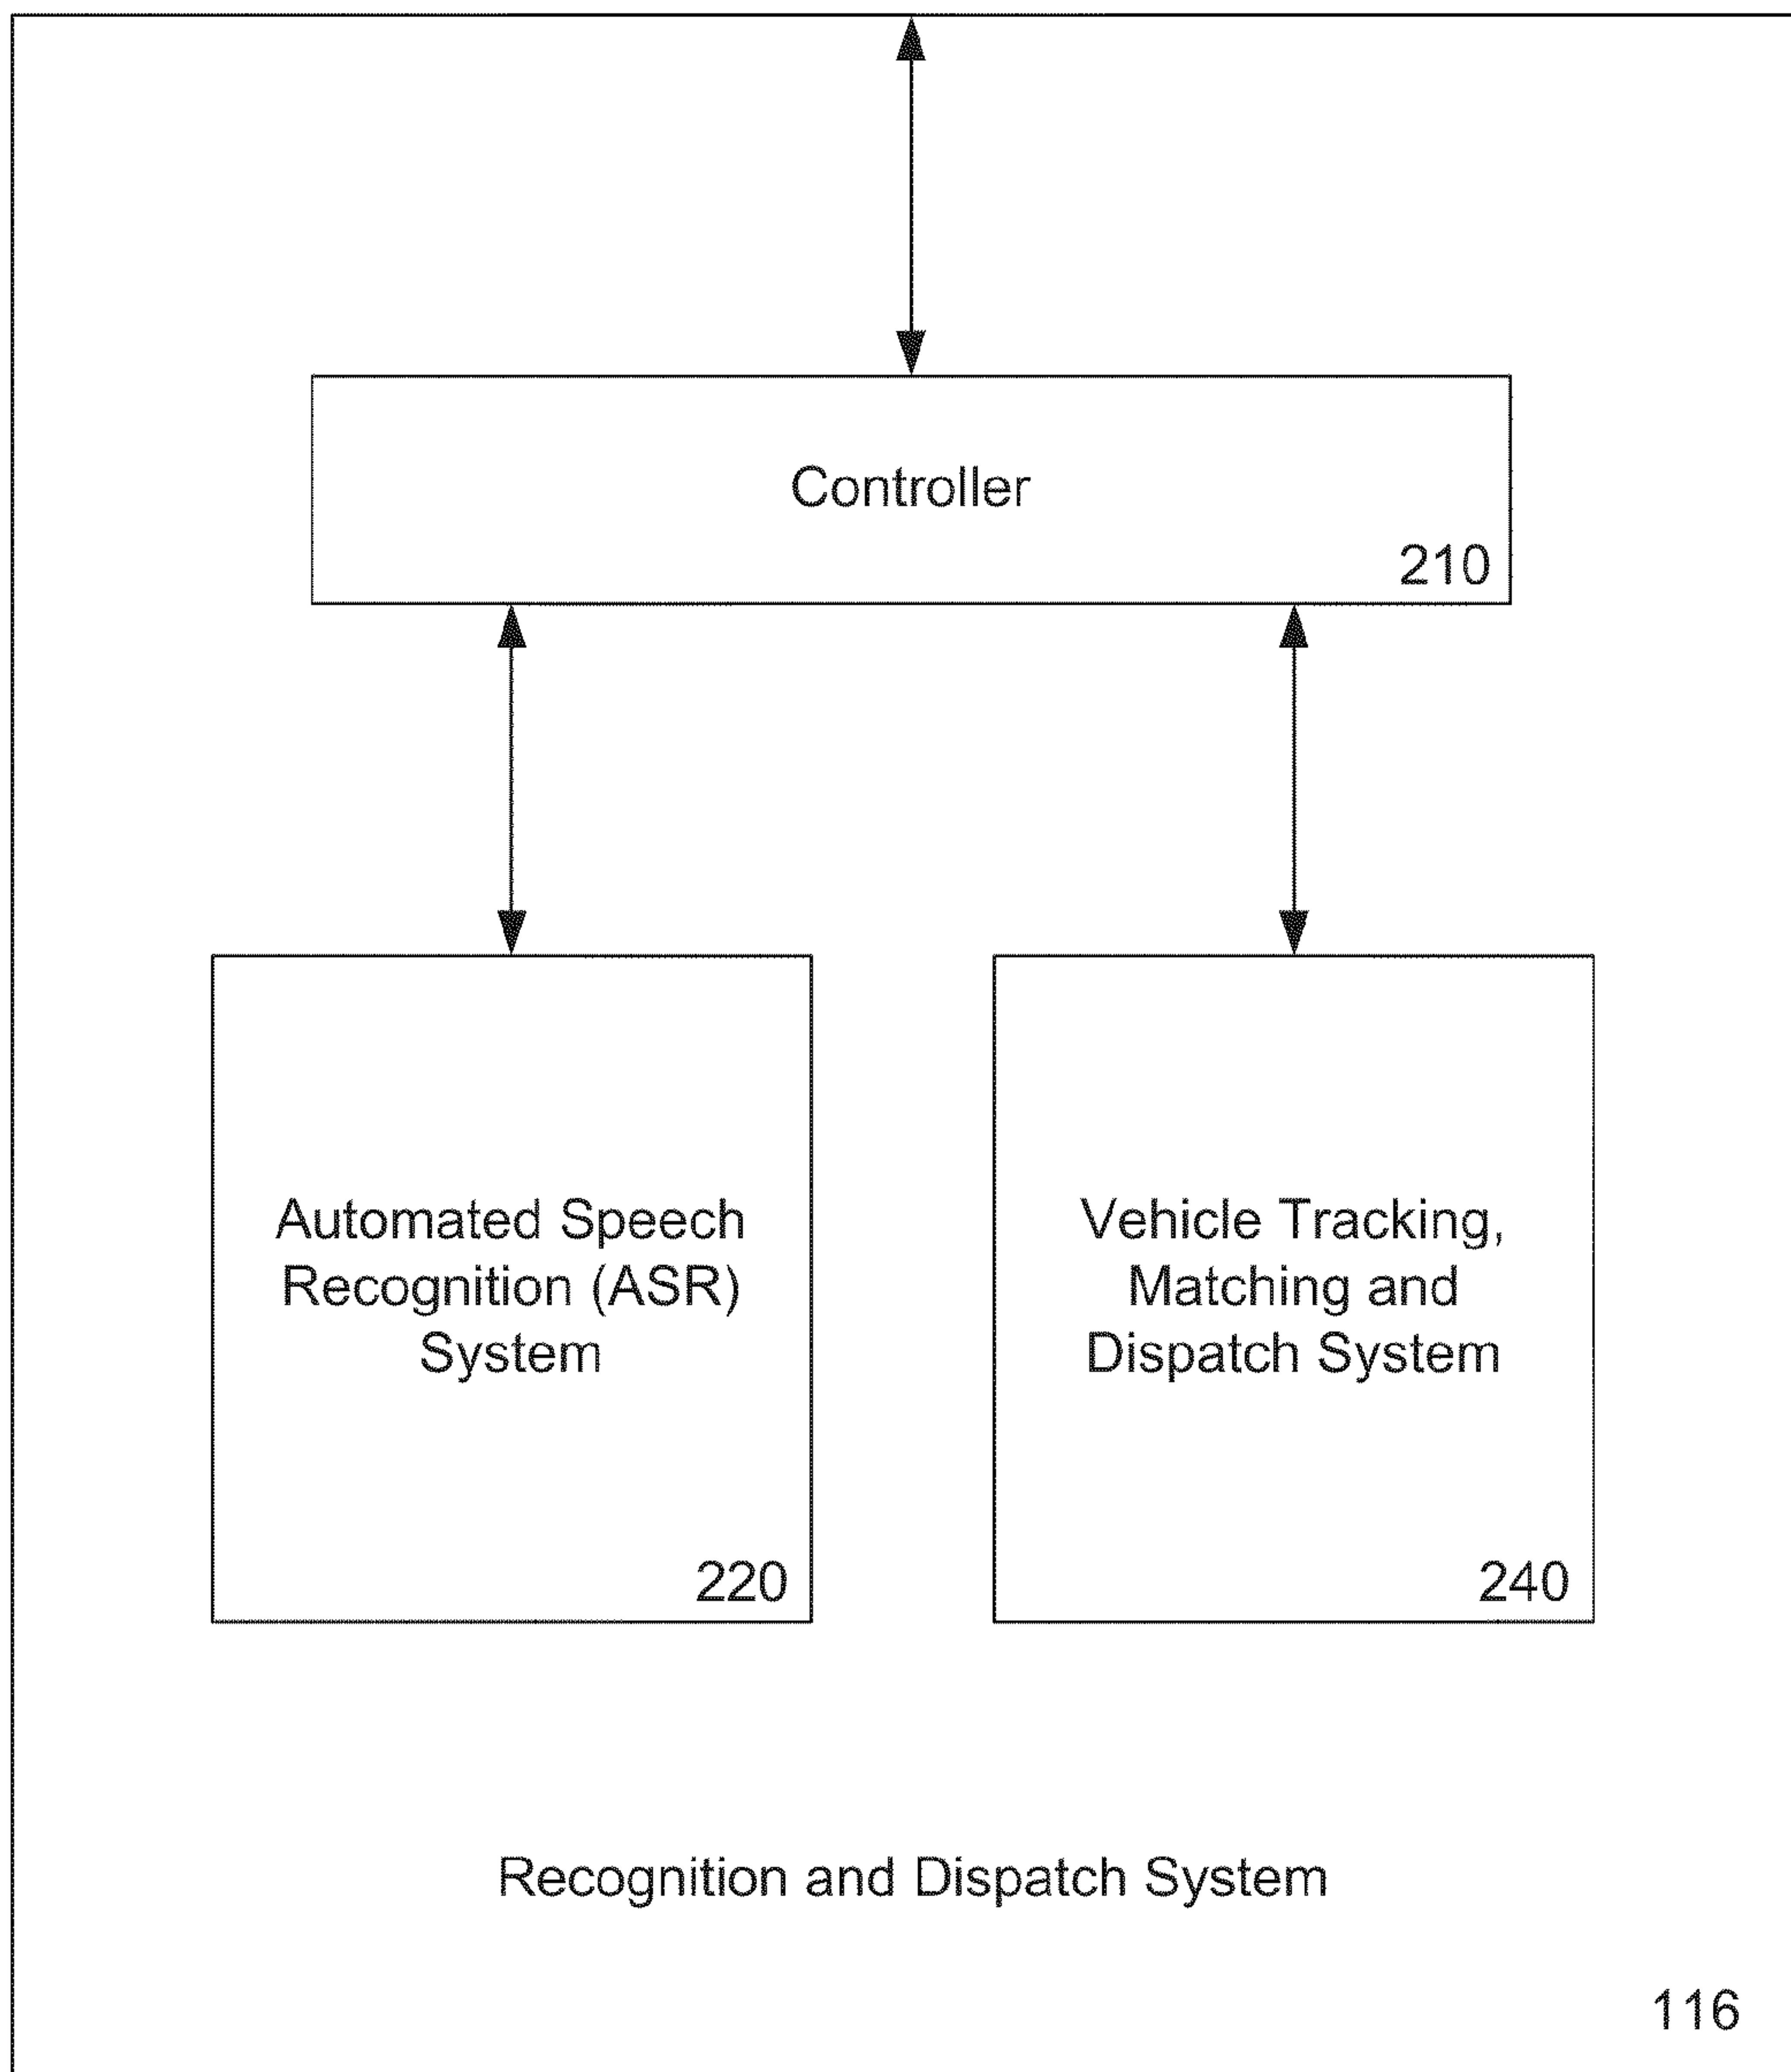 Controller
210
Automated Speech
Recognition (ASR)
System
220
Vehicle Tracking,
Matching and
Dispatch System
240
Recognition and Dispatch System
116